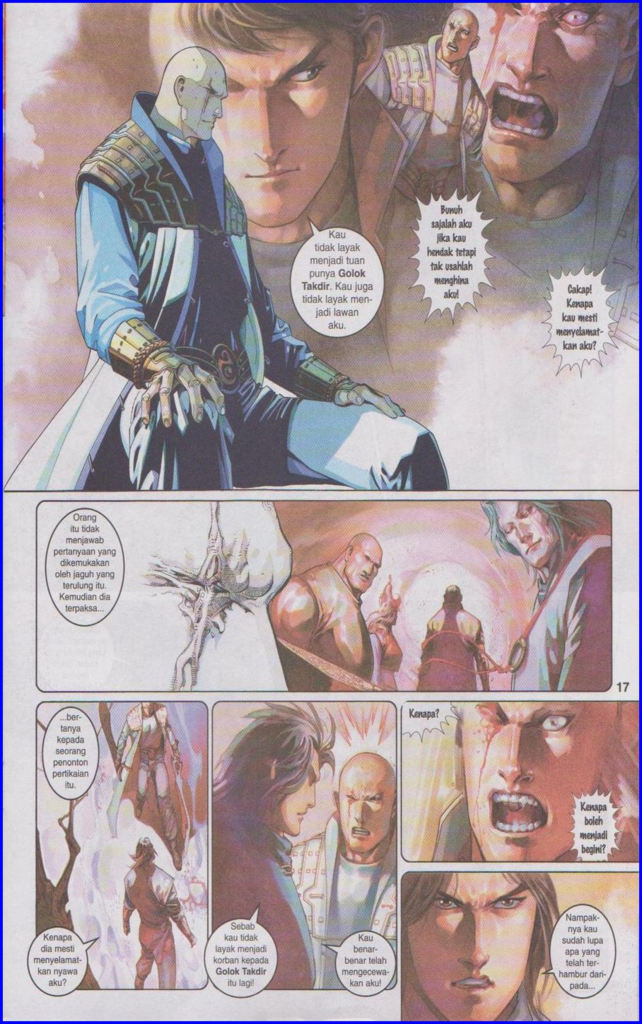 Kau
tidak layak
menjadi tuan
punya Golok
Takdir. Kau juga
tidak layak men-
jadi lawan
aku.
Bunuh
sajalah aku
jika kau
hendak tetapi
tak usahlah
menghina
aku!
Cakap!
Kenapa
kau mesti
menyelamat-
kan aku?
Orang
itu tidak
menjawab
pertanyaan yang
dikemukakan
oleh jaguh yang
terulung itu.
Kemudian dia
terpaksa...
17
...ber-
tanya
kepada
seorang
penonton
pertikaian
itu.
Kenapa
dia mesti
menyelamatkan
nyawa
aku?
Sebab
kau tidak
layak menjadi
korban kepada
Golok Takdir
itu lagi!
Kau
benar-
benar telah
mengecewa-
kan aku!
Kenapa?
Kenapa
boleh
menjadi
begini?
Nampak-
nya kau
sudah lupa
apa yang
telah ter-
hambur dari-
pada...